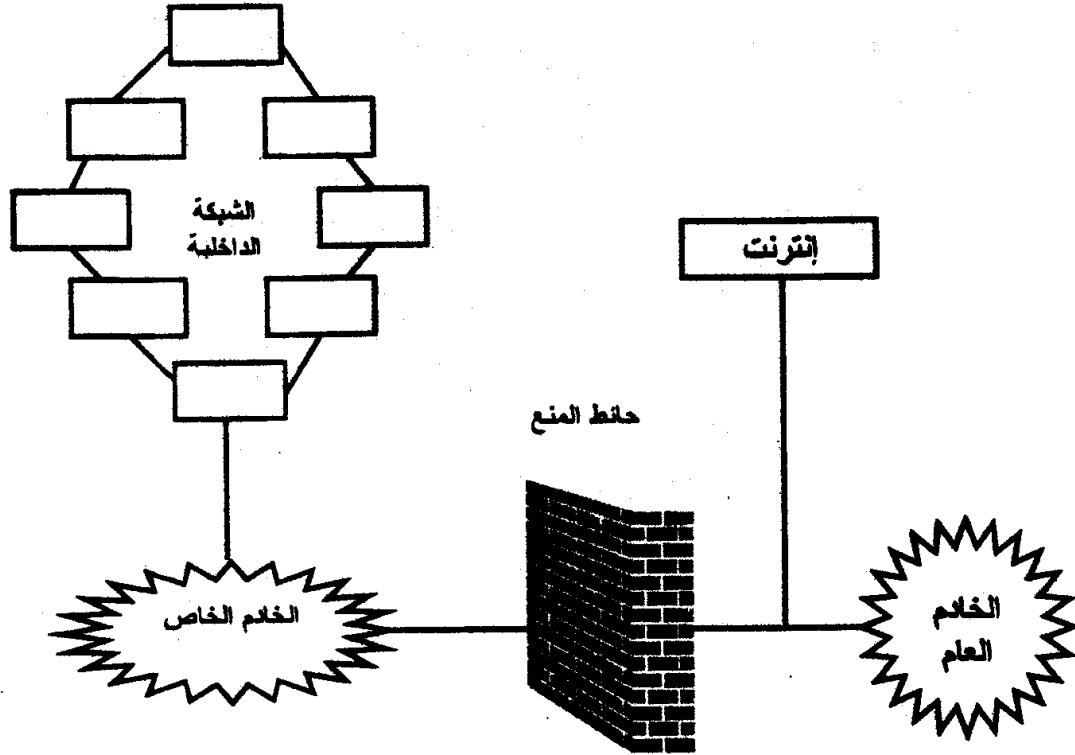 الشبكة
الداخلية
إنترنت
حائط المنع
الخادم الخاص
الخادم
العام